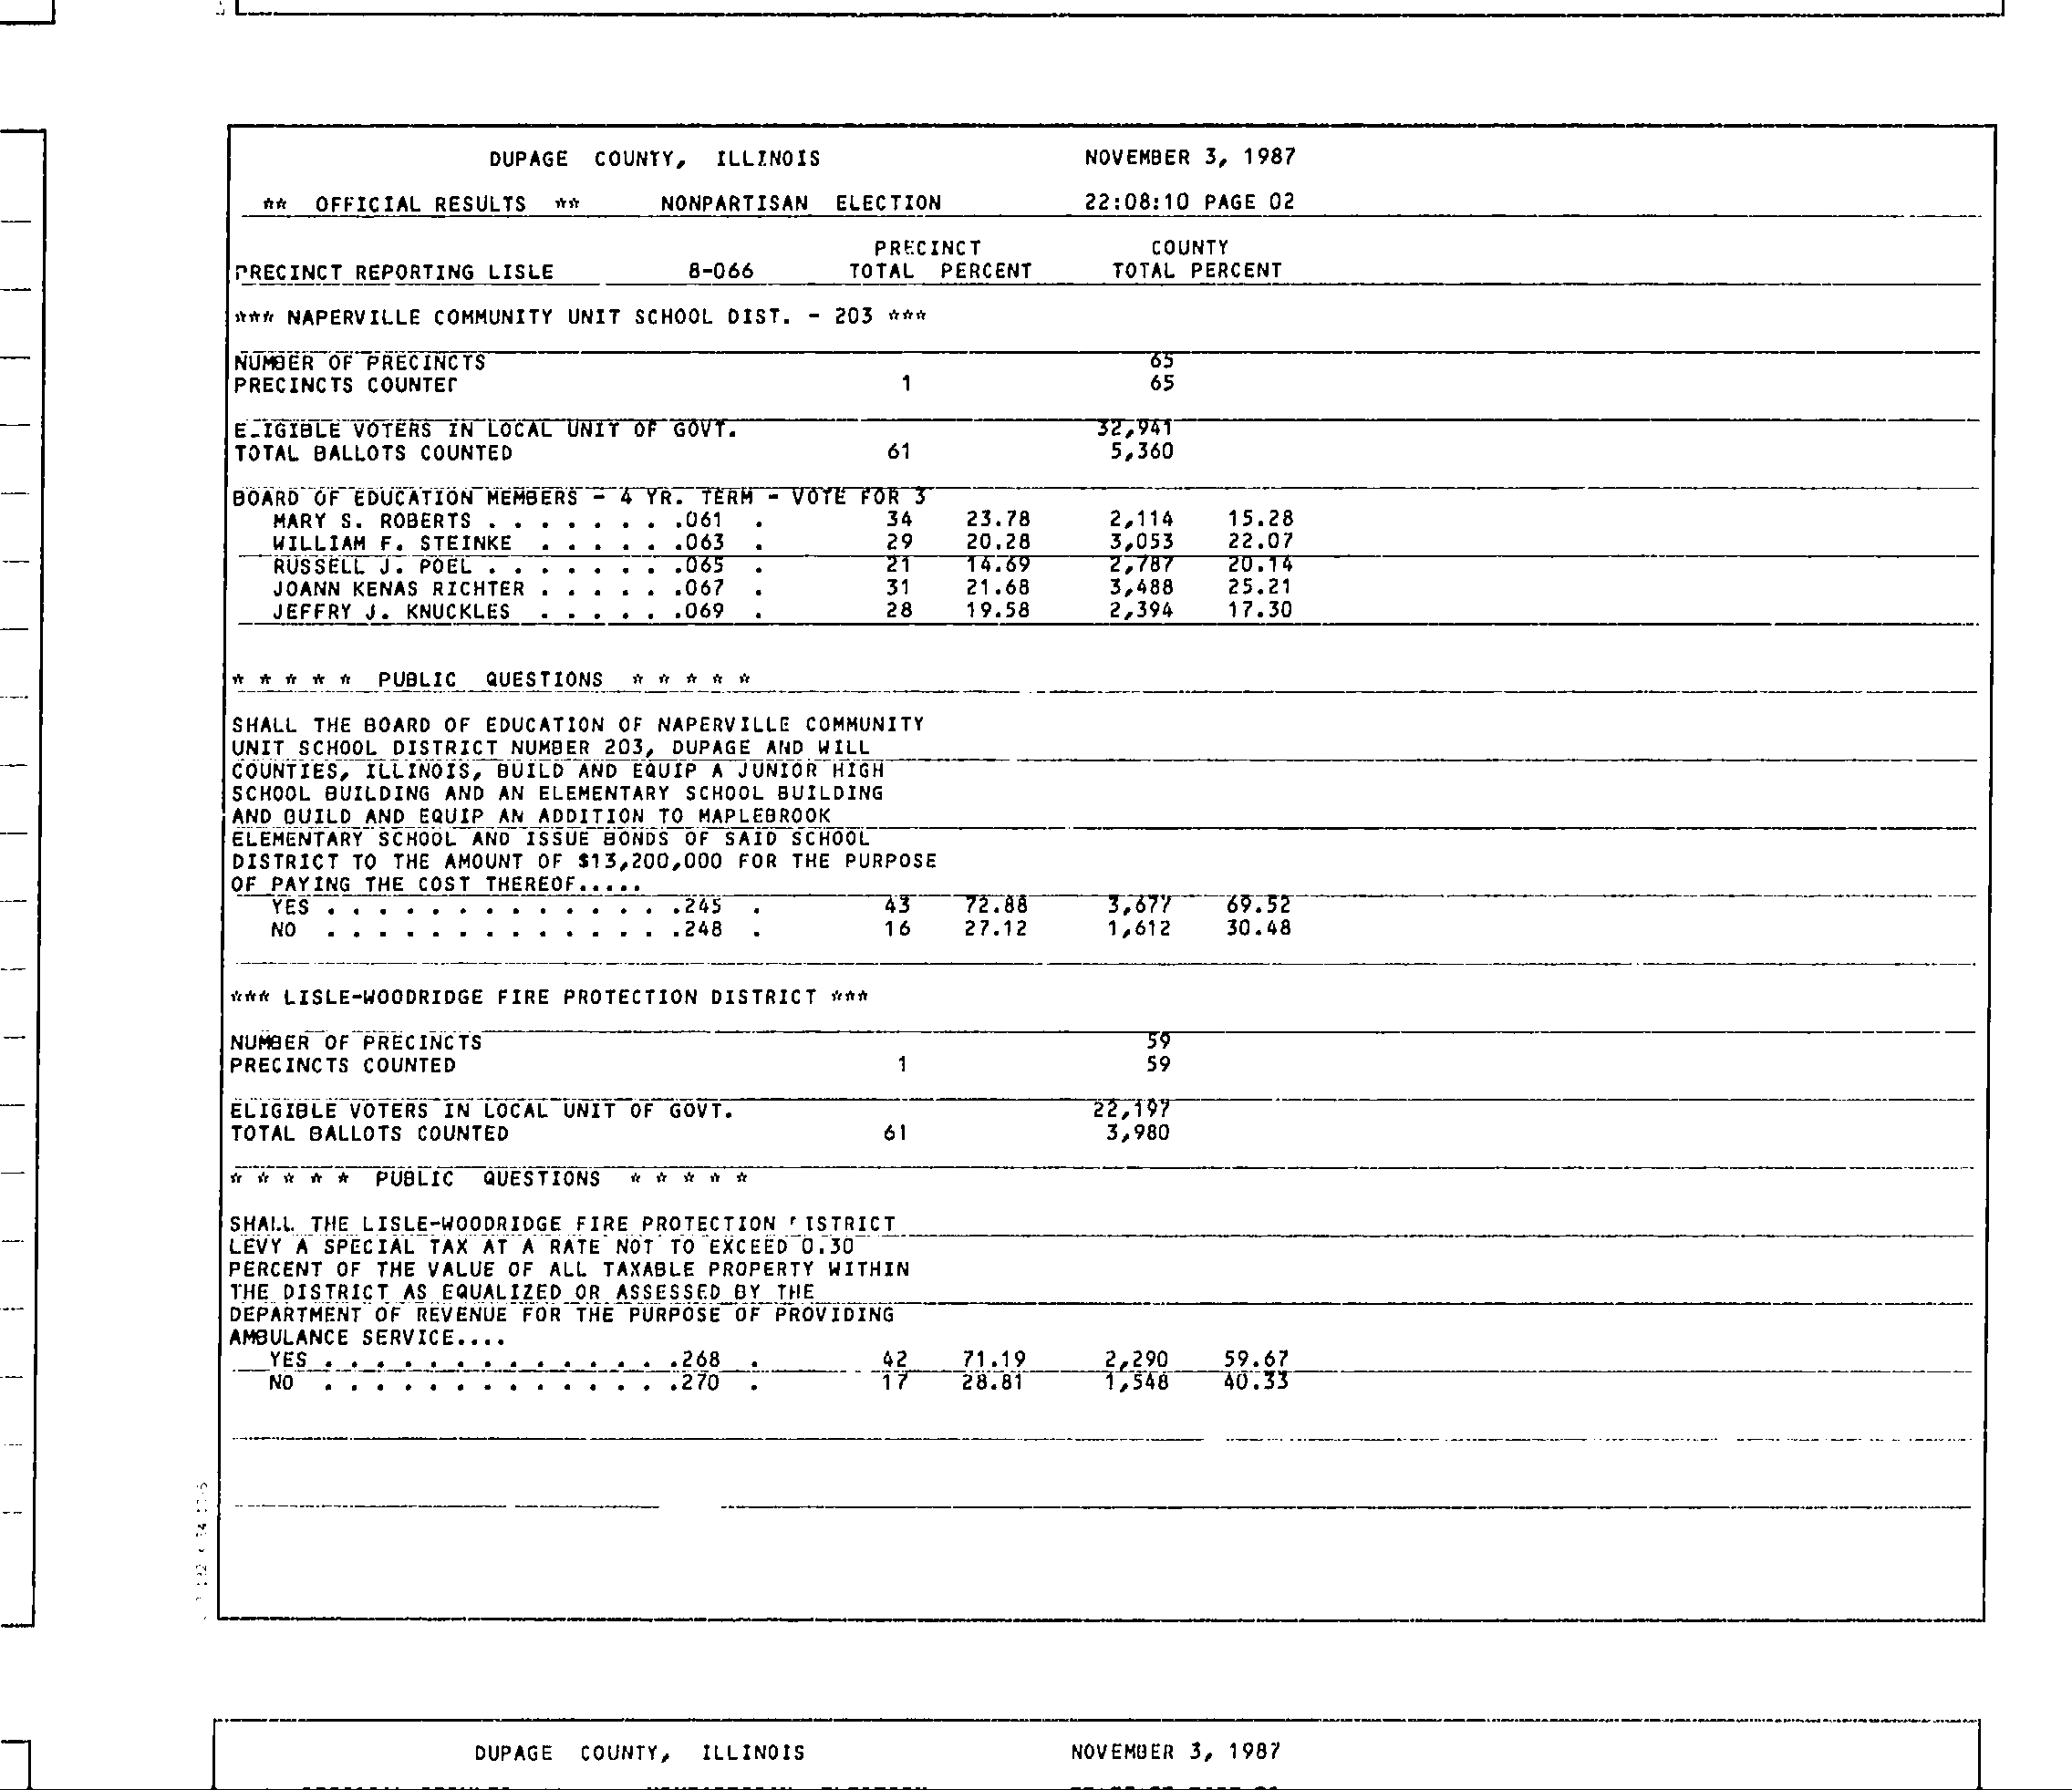 DUPAGE COUNTY, ILLINOIS NOVEMBER 3, 1987
** OFFICIAL RESULTS ** NONPARTISAN ELECTION 22:08:10 PAGE 02
PRECINCT COUNTY
PRECINCT REPORTING LISLE 8-066 TOTAL PERCENT TOTAL PERCENT
*** NAPERVILLE COMMUNITY UNIT SCHOOL DIST. - 203 ***
NUMBER OF PRECINCTS 65
PRECINCTS COUNTED 1 65
ELIGIBLE VOTERS IN LOCAL UNIT OF GOVT. 32,941
TOTAL BALLOTS COUNTED 61 5,360
BOARD OF EDUCATION MEMBERS - 4 YR. TERM - VOTE FOR 3
MARY S. ROBERTS . . . . . . . .061 . 34 23.78 2,114 15.28
WILLIAM F. STEINKE . . . . . .063 . 29 20.28 3,053 22.07
RUSSELL J. POEL . . . . . . . .065 . 21 14.69 2,787 20.14
JOANN KENAS RICHTER . . . . . .067 . 31 21.68 3,488 25.21
JEFFRY J. KNUCKLES . . . . . .069 . 28 19.58 2,394 17.30
* * * * * PUBLIC QUESTIONS * * * * *
SHALL THE BOARD OF EDUCATION OF NAPERVILLE COMMUNITY
UNIT SCHOOL DISTRICT NUMBER 203, DUPAGE AND WILL
COUNTIES, ILLINOIS, BUILD AND EQUIP A JUNIOR HIGH
SCHOOL BUILDING AND AN ELEMENTARY SCHOOL BUILDING
AND BUILD AND EQUIP AN ADDITION TO MAPLEBROOK
ELEMENTARY SCHOOL AND ISSUE BONDS OF SAID SCHOOL
DISTRICT TO THE AMOUNT OF $13,200,000 FOR THE PURPOSE
OF PAYING THE COST THEREOF.....
YES . . . . . . . . . . . . . .245 . 43 72.88 3,677 69.52
NO . . . . . . . . . . . . . .248 . 16 27.12 1,612 30.48
*** LISLE-WOODRIDGE FIRE PROTECTION DISTRICT ***
NUMBER OF PRECINCTS 59
PRECINCTS COUNTED 1 59
ELIGIBLE VOTERS IN LOCAL UNIT OF GOVT. 22,197
TOTAL BALLOTS COUNTED 61 3,980
* * * * * PUBLIC QUESTIONS * * * * *
SHALL THE LISLE-WOODRIDGE FIRE PROTECTION DISTRICT
LEVY A SPECIAL TAX AT A RATE NOT TO EXCEED 0.30
PERCENT OF THE VALUE OF ALL TAXABLE PROPERTY WITHIN
THE DISTRICT AS EQUALIZED OR ASSESSED BY THE
DEPARTMENT OF REVENUE FOR THE PURPOSE OF PROVIDING
AMBULANCE SERVICE....
YES . . . . . . . . . . . . . .268 . 42 71.19 2,290 59.67
NO . . . . . . . . . . . . . .270 . 17 28.81 1,548 40.33
DUPAGE COUNTY, ILLINOIS NOVEMBER 3, 1987